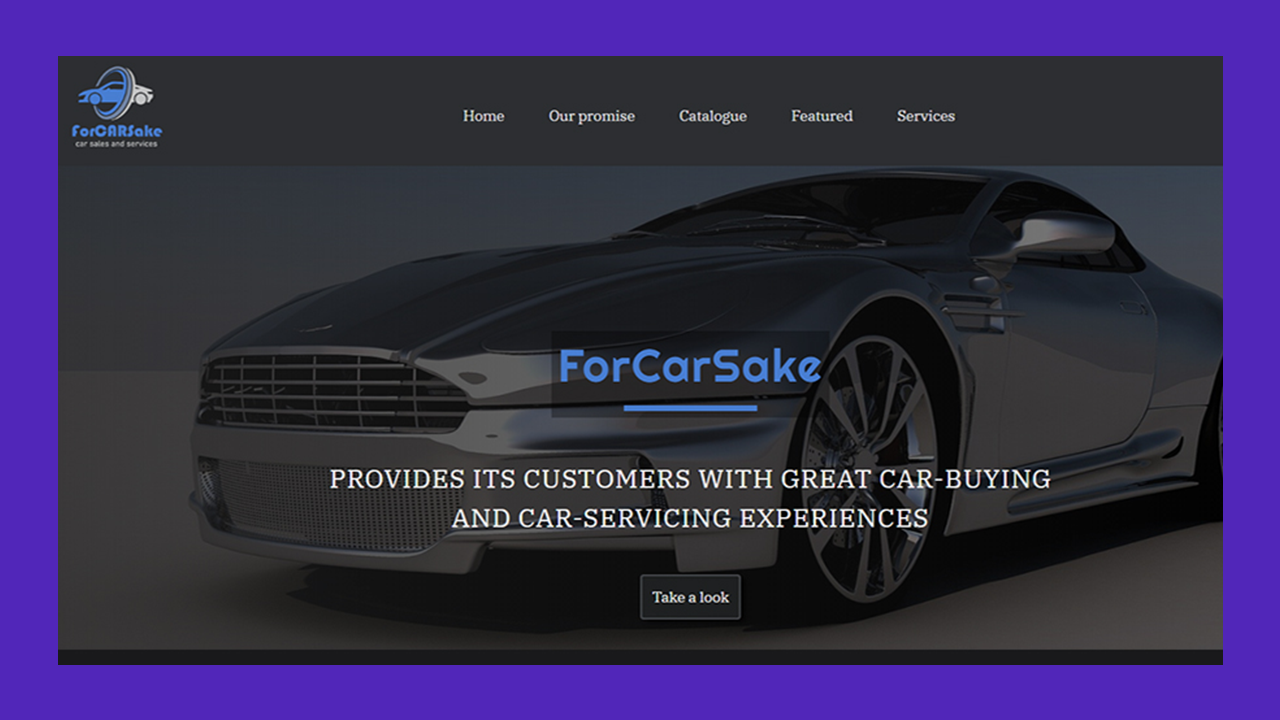 ForCARSake
car sales and services
Home Our promise Catalogue Featured Services
ForCarSake
PROVIDES ITS CUSTOMERS WITH GREAT CAR-BUYING
AND CAR-SERVICING EXPERIENCES
Take a look